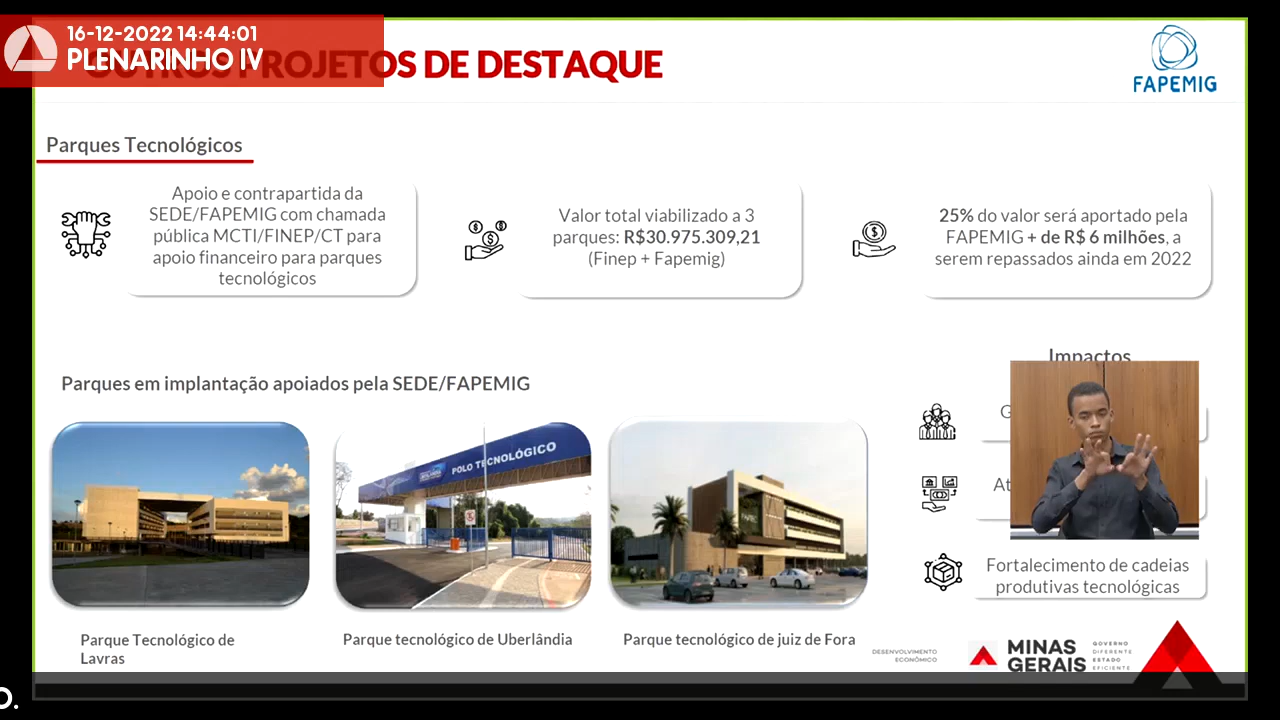 16-12-2022 14:44:01
PLENARINHO IV
OUTROS PROJETOS DE DESTAQUE
FAPEMIG
Parques Tecnológicos
Apoio e contrapartida da
SEDE/FAPEMIG com chamada
pública MCTI/FINEP/CT para
apoio financeiro para parques
tecnológicos
Valor total viabilizado a 3
parques: R$30.975.309,21
(Finep + Fapemig)
25% do valor será aportado pela
FAPEMIG + de R$ 6 milhões, a
serem repassados ainda em 2022
Impactos
Parques em implantação apoiados pela SEDE/FAPEMIG
POLO TECNOLÓGICO
Fortalecimento de cadeias
produtivas tecnológicas
Parque Tecnológico de
Lavras
Parque tecnológico de Uberlândia
Parque tecnológico de juiz de Fora
DESENVOLVIMENTO
ECONÔMICO
MINAS
GERAIS
GOVERNO
DIFERENTE
ESTADO
EFICIENTE
O.